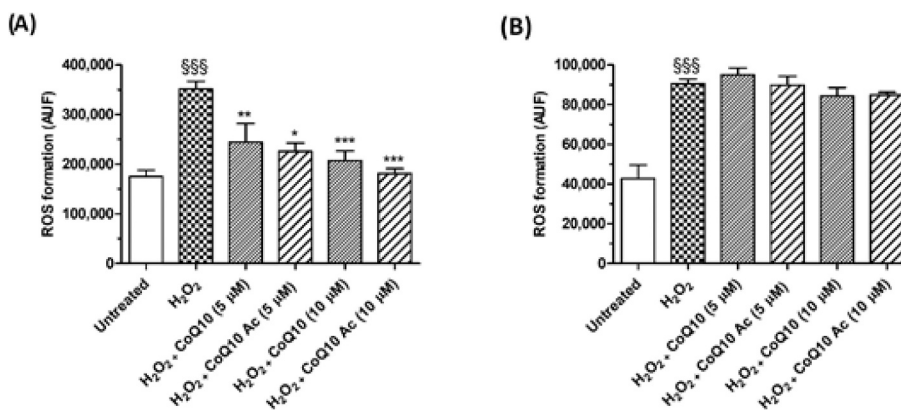 (A)
ROS formation (AUF)
400,000
300,000
200,000
100,000
0
§§§
**
*
***
***
Untreated
H₂O₂
H₂O₂ + CoQ10 (5 µM)
H₂O₂ + CoQ10 Ac (5 µM)
H₂O₂ + CoQ10 (10 µM)
H₂O₂ + CoQ10 Ac (10 µM)
(B)
ROS formation (AUF)
100,000
80,000
60,000
40,000
20,000
0
§§§
Untreated
H₂O₂
H₂O₂ + CoQ10 (5 µM)
H₂O₂ + CoQ10 Ac (5 µM)
H₂O₂ + CoQ10 (10 µM)
H₂O₂ + CoQ10 Ac (10 µM)